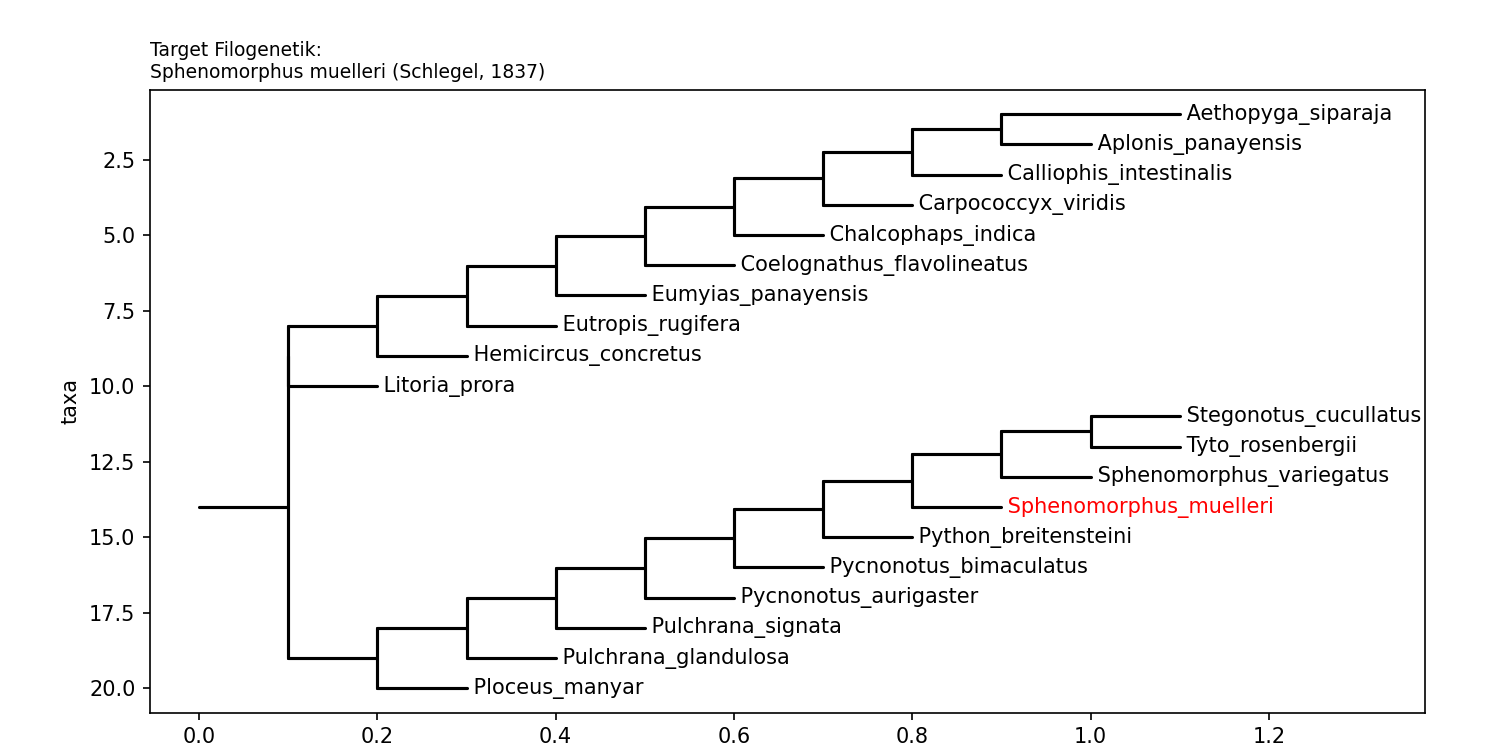 Target Filogenetik:
Sphenomorphus muelleri (Schlegel, 1837)
Aethopyga_siparaja
Aplonis_panayensis
2.5
Calliophis_intestinalis
Carpococcyx_viridis
5.0
Chalcophaps_indica
Coelognathus_flavolineatus
Eumyias_panayensis
7.5
Eutropis_rugifera
Hemicircus_concretus
10.0
Litoria_prora
taxa
Stegonotus_cucullatus
Tyto_rosenbergii
12.5
Sphenomorphus_variegatus
Sphenomorphus_muelleri
15.0
Python_breitensteini
Pycnonotus_bimaculatus
Pycnonotus_aurigaster
17.5
Pulchrana_signata
Pulchrana_glandulosa
20.0
Ploceus_manyar
0.0 0.2 0.4 0.6 0.8 1.0 1.2